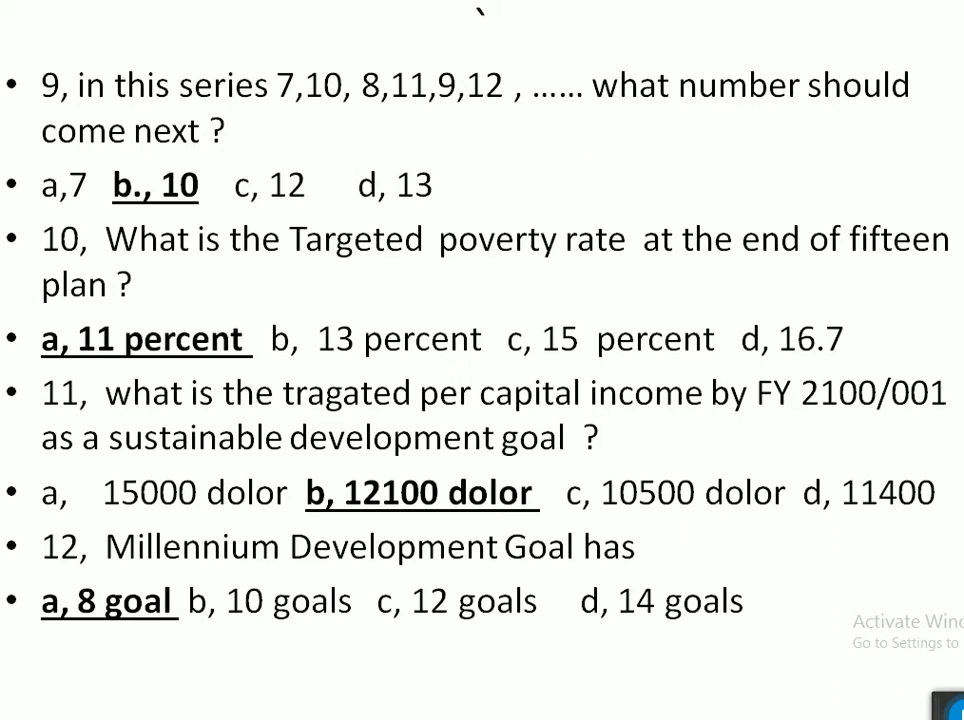 `
• 9, in this series 7,10, 8,11,9,12 , …… what number should
come next ?
• a,7 b., 10 c, 12 d, 13
• 10, What is the Targeted poverty rate at the end of fifteen
plan ?
• a, 11 percent b, 13 percent c, 15 percent d, 16.7
• 11, what is the tragated per capital income by FY 2100/001
as a sustainable development goal ?
• a, 15000 dolor b, 12100 dolor c, 10500 dolor d, 11400
• 12, Millennium Development Goal has
• a, 8 goal b, 10 goals c, 12 goals d, 14 goals
Activate Winc
Go to Settings to